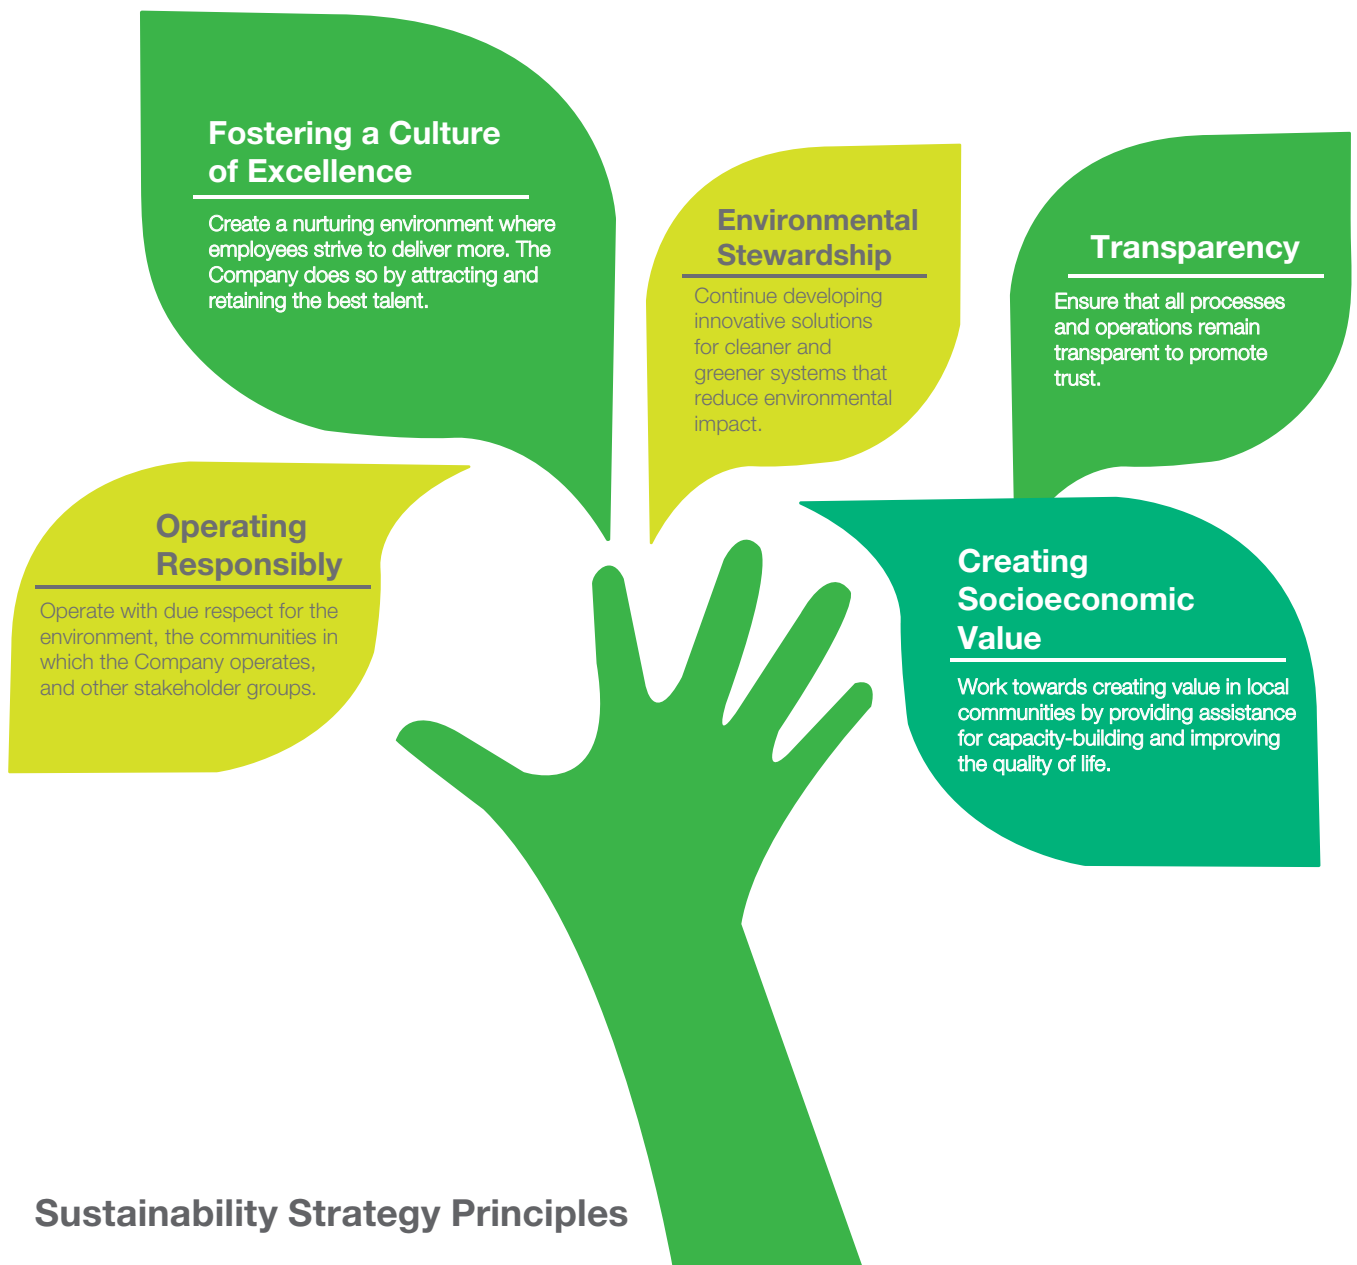 Fostering a Culture
of Excellence
Create a nurturing environment where
employees strive to deliver more. The
Company does so by attracting and
retaining the best talent.
Environmental
Stewardship
Continue developing
innovative solutions
for cleaner and
greener systems that
reduce environmental
impact.
Transparency
Ensure that all processes
and operations remain
transparent to promote
trust.
Operating
Responsibly
Operate with due respect for the
environment, the communities in
which the Company operates,
and other stakeholder groups.
Creating
Socioeconomic
Value
Work towards creating value in local
communities by providing assistance
for capacity-building and improving
the quality of life.
Sustainability Strategy Principles